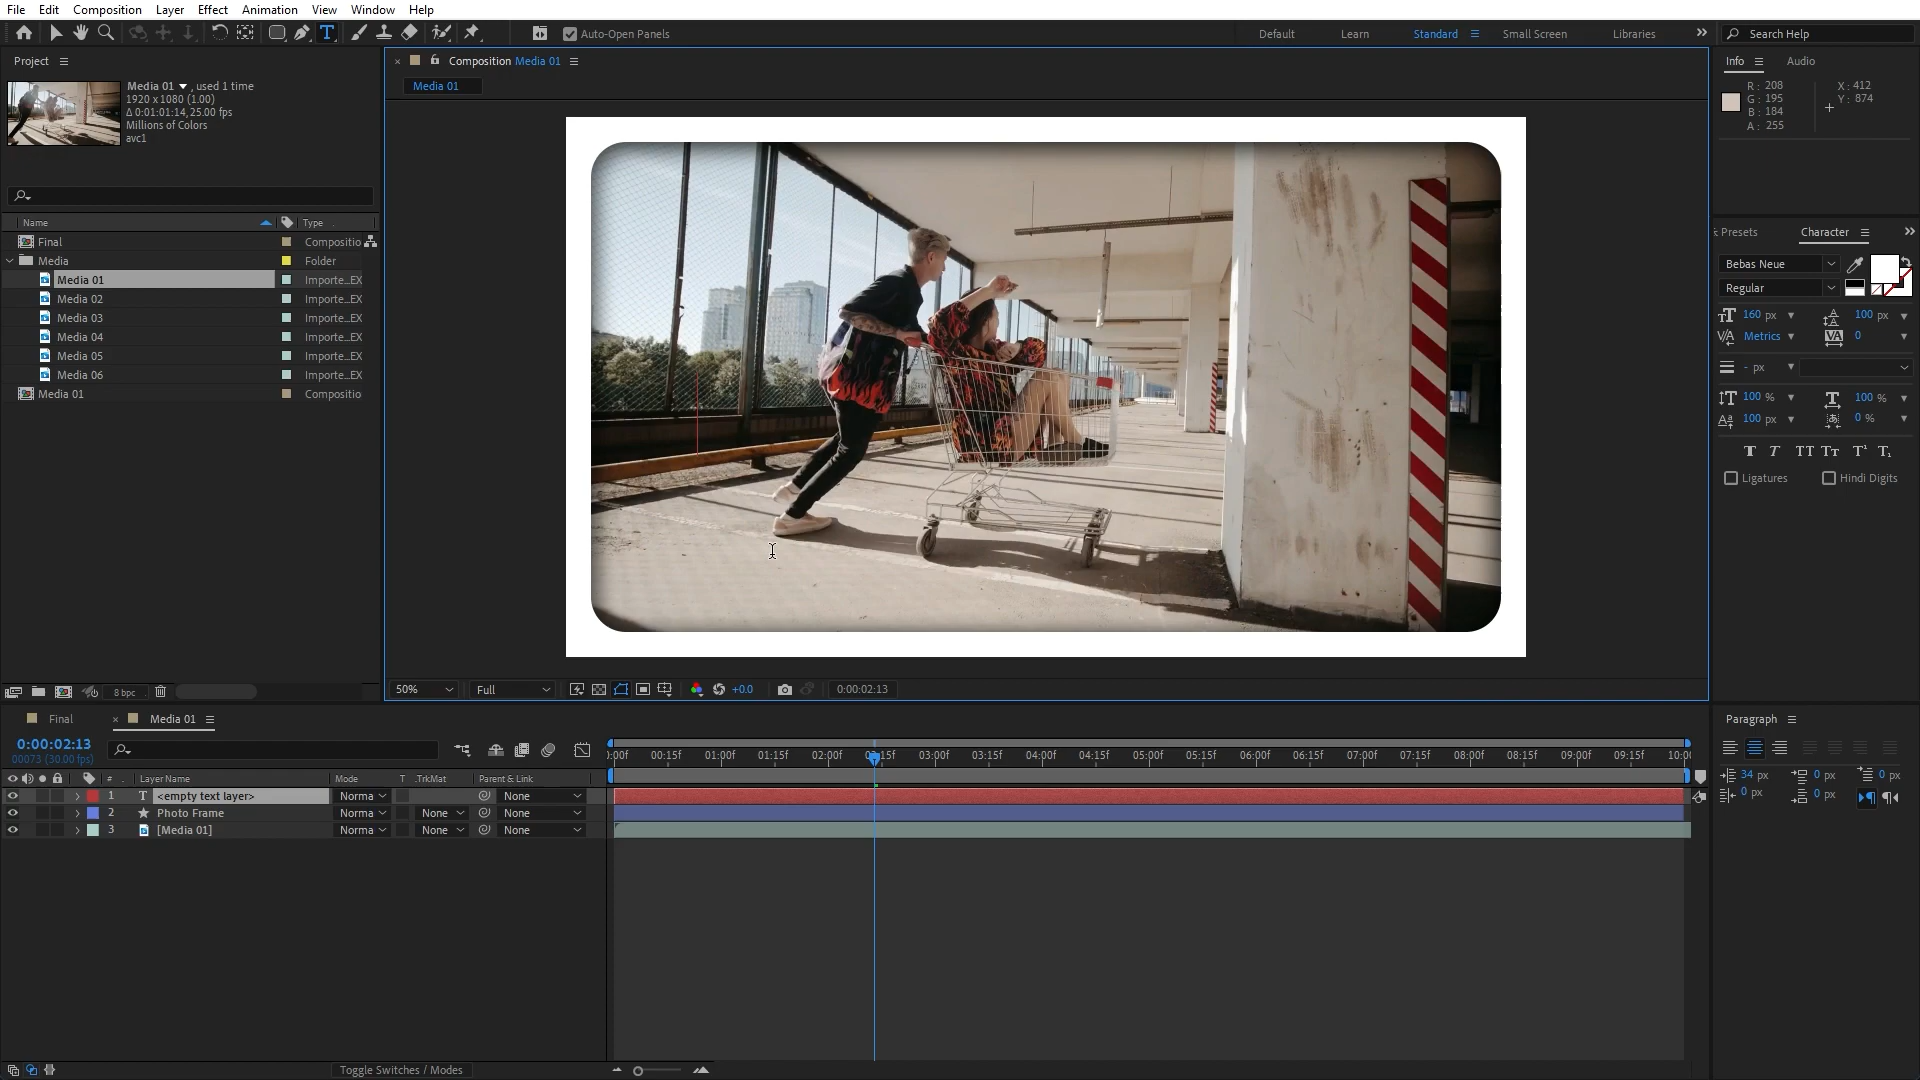 File Edit Composition Layer Effect Animation View Window Help
Auto-Open Panels
Default Learn Standard Small Screen Libraries
Search Help
Project
Media 01 , used 1 time
1920 x 1080 (1.00)
Δ 0:01:01:14, 25.00 fps
Millions of Colors
avc1
Name Type
Final Compositio
Media Folder
Media 01 Importe...EX
Media 02 Importe...EX
Media 03 Importe...EX
Media 04 Importe...EX
Media 05 Importe...EX
Media 06 Importe...EX
Media 01 Compositio
8 bpc
Composition Media 01
Media 01
50% Full +0.0 0:00:02:13
Info Audio
R: 208
G: 195
B: 184
A: 255
X: 412
Y: 874
Presets Character
Bebas Neue
Regular
160 px 100 px
Metrics 0
- px
100 % 100 %
100 px 0 %
Ligatures Hindi Digits
Final Media 01
0:00:02:13
00073 (30.00 fps)
# Layer Name Mode T .TrkMat Parent & Link
1 T <empty text layer> Norma None
2 Photo Frame Norma None None
3 [Media 01] Norma None None
:00f 00:15f 01:00f 01:15f 02:00f 02:15f 03:00f 03:15f 04:00f 04:15f 05:00f 05:15f 06:00f 06:15f 07:00f 07:15f 08:00f 08:15f 09:00f 09:15f 10:00
Toggle Switches / Modes
Paragraph
34 px 0 px 0 px
0 px 0 px